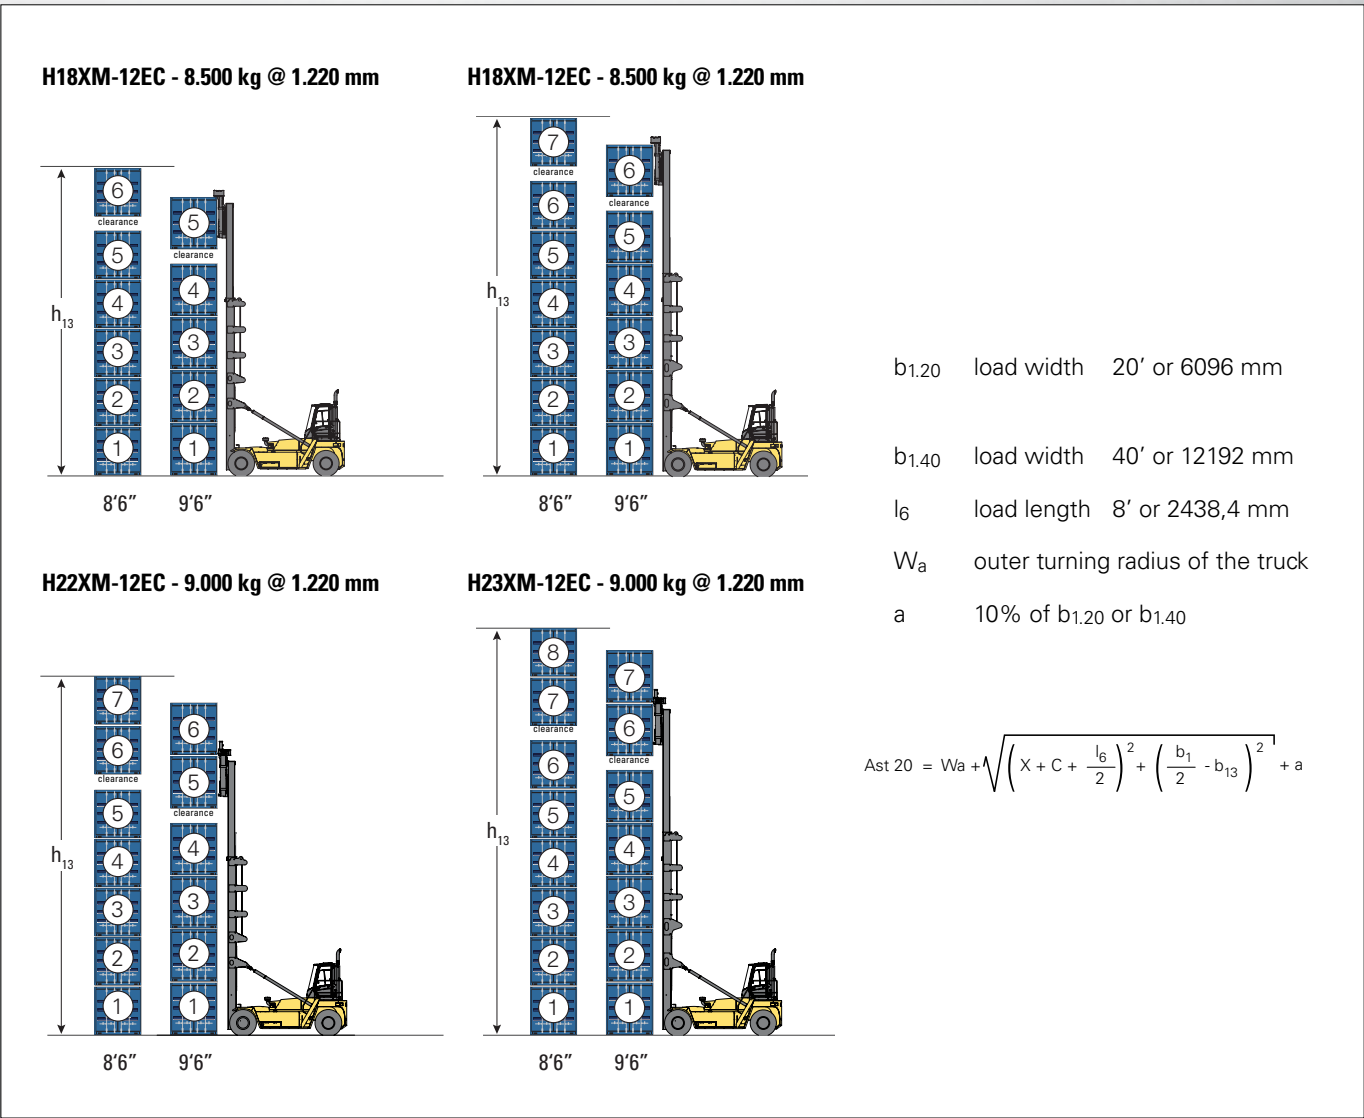 H18XM-12EC - 8.500 kg @ 1.220 mm
6
clearance
5
5
clearance
4
4
3
3
2
2
1
1
h13
8'6”
9'6”
H18XM-12EC - 8.500 kg @ 1.220 mm
7
clearance
6
6
clearance
5
5
4
4
3
3
2
2
1
1
h13
8'6”
9'6”
H22XM-12EC - 9.000 kg @ 1.220 mm
7
6
6
clearance
5
clearance
5
4
4
3
3
2
2
1
1
h13
8'6”
9'6”
H23XM-12EC - 9.000 kg @ 1.220 mm
8
7
7
clearance
6
clearance
6
5
5
4
4
3
3
2
2
1
1
h13
8'6”
9'6”
b1.20 load width 20’ or 6096 mm
b1.40 load width 40’ or 12192 mm
l6 load length 8’ or 2438,4 mm
Wa outer turning radius of the truck
a 10% of b1.20 or b1.40
Ast 20 = Wa + √((X + C + l6/2)² + (b1/2 - b13)²) + a